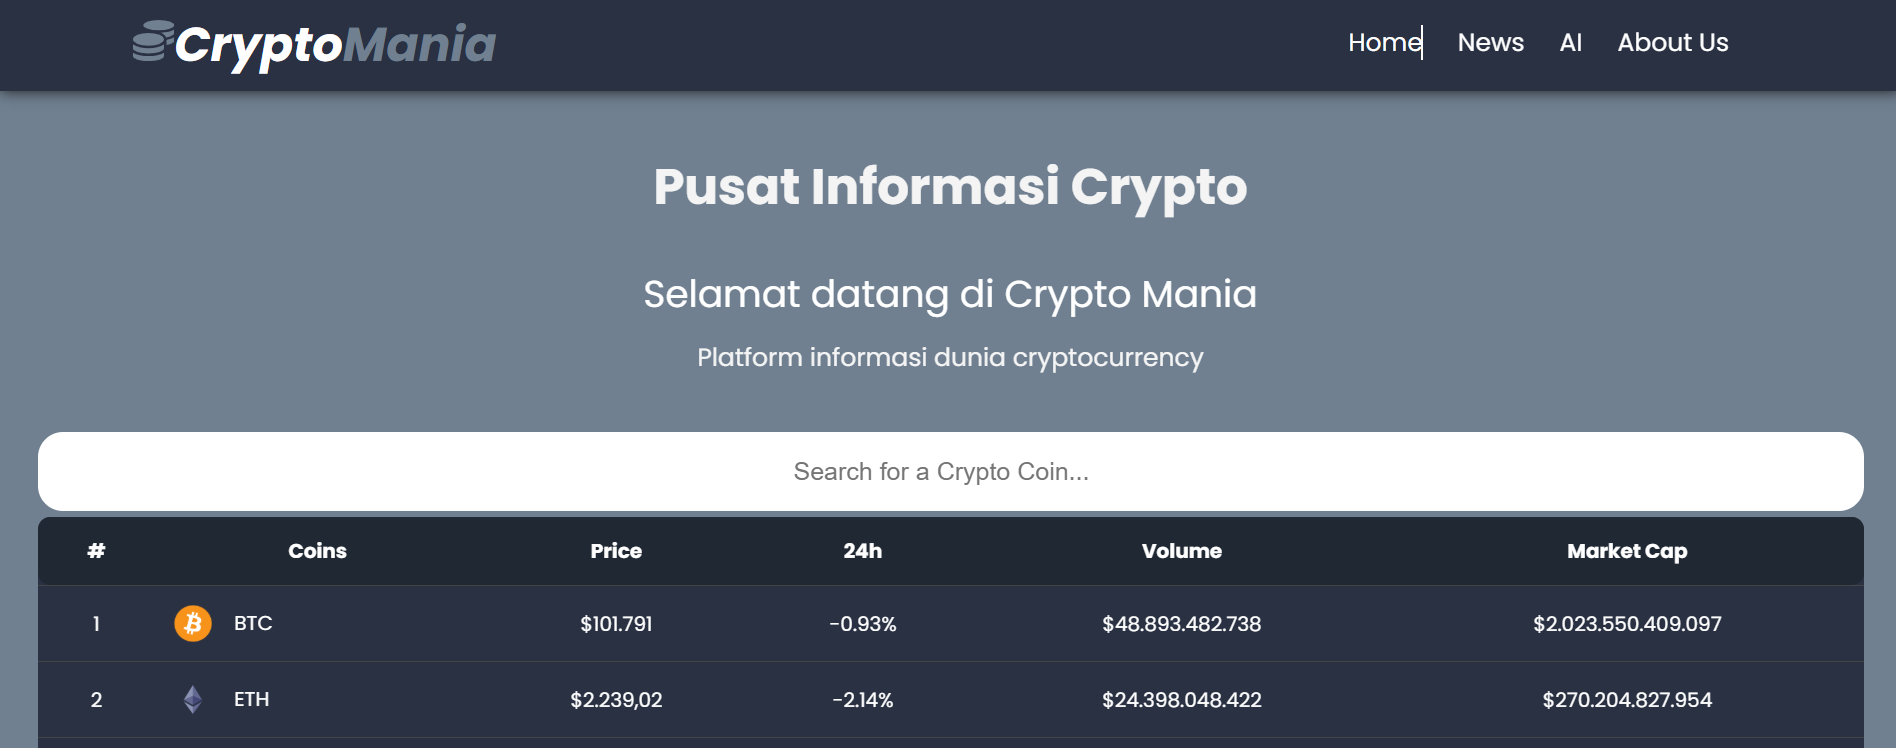 CryptoMania Home News AI About Us
Pusat Informasi Crypto
Selamat datang di Crypto Mania
Platform informasi dunia cryptocurrency
Search for a Crypto Coin...
# Coins Price 24h Volume Market Cap
1 BTC $101.791 -0.93% $48.893.482.738 $2.023.550.409.097
2 ETH $2.239,02 -2.14% $24.398.048.422 $270.204.827.954